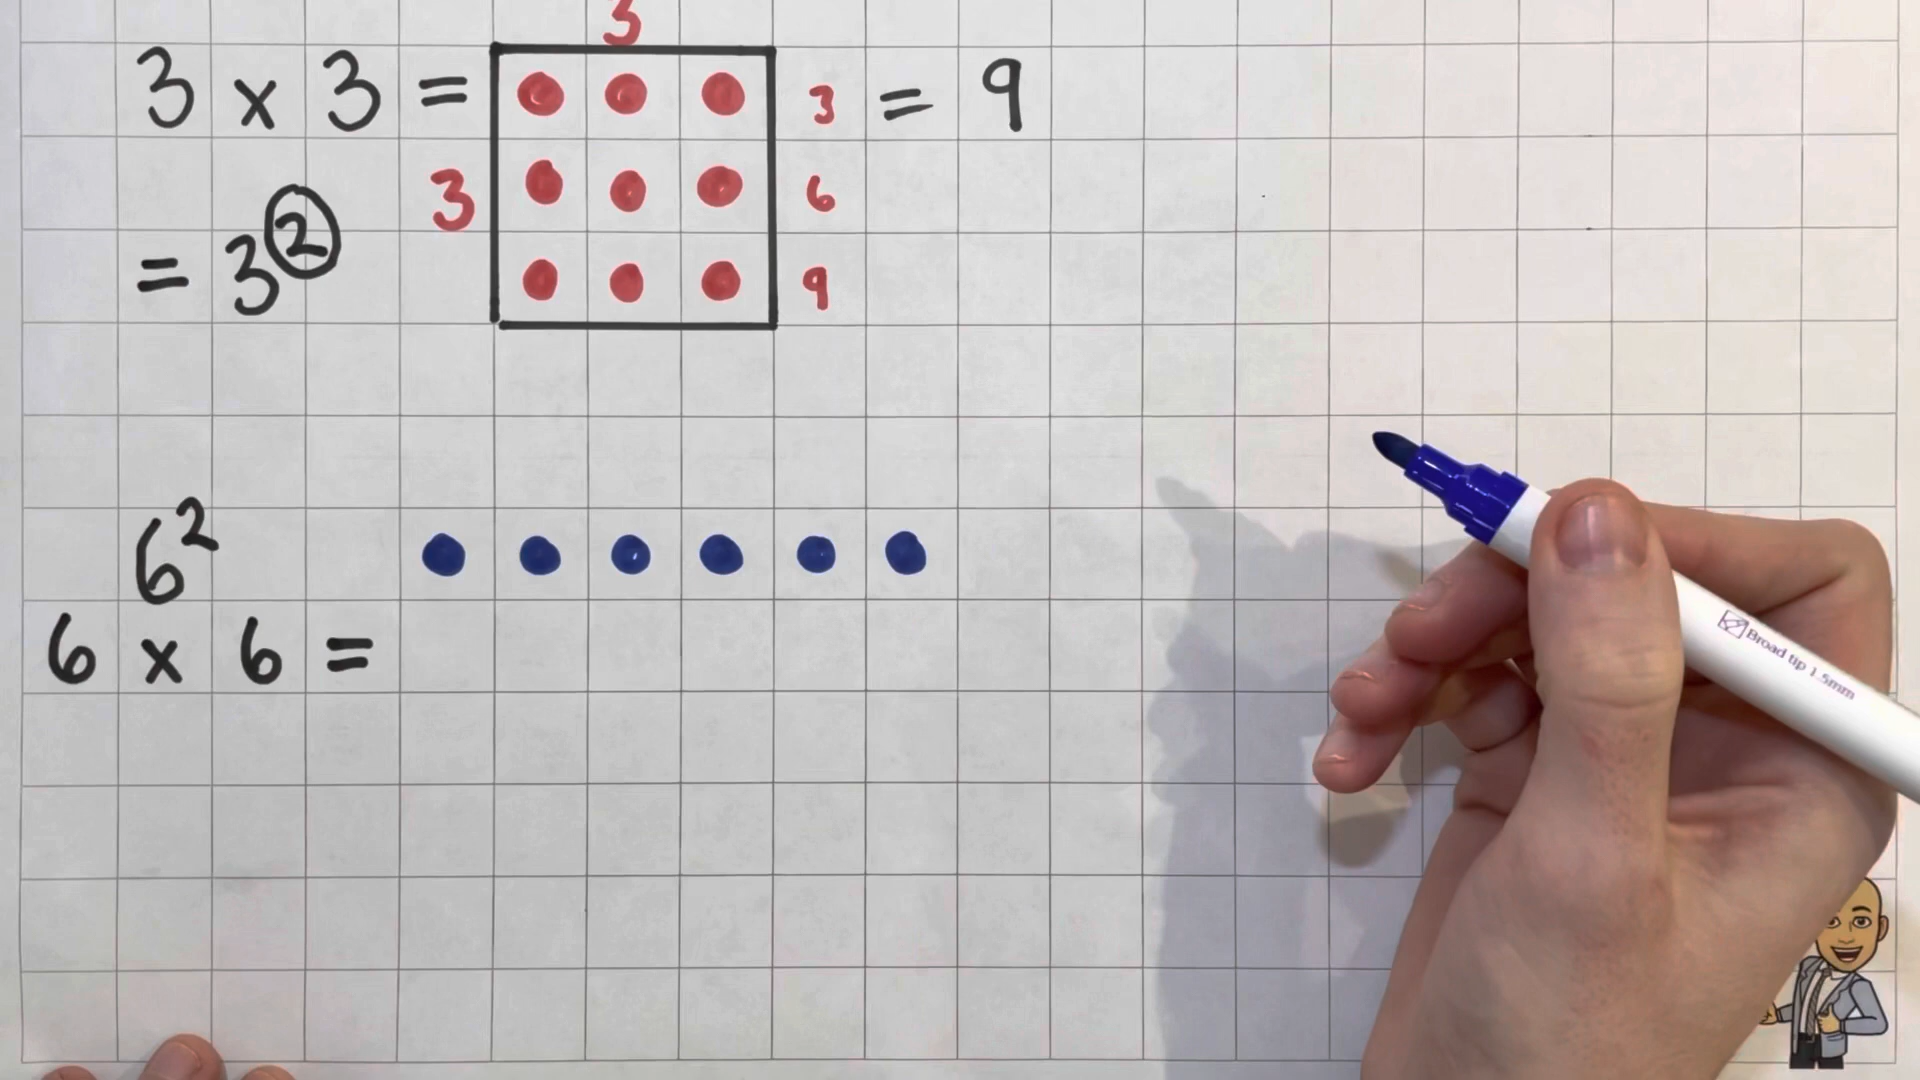 3
3 x 3 = 3 = 9
3 6
= 3²
9
6²
6 x 6 =
Broad tip 1.5mm